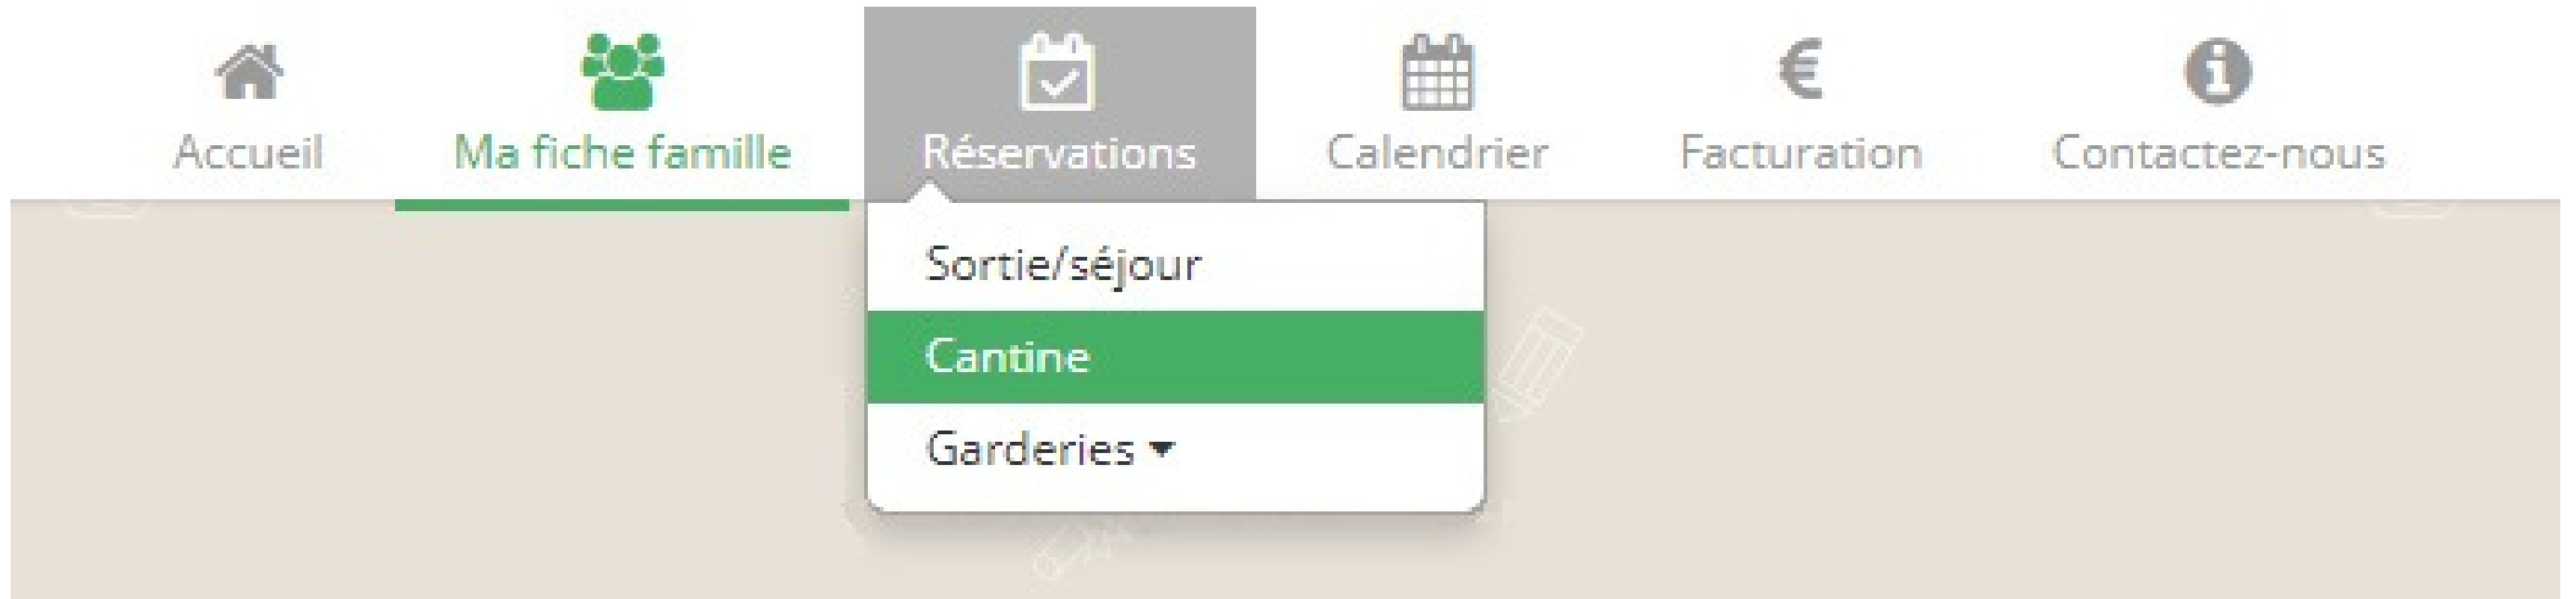 Accueil
Ma fiche famille
Réservations
Calendrier
Facturation
Contactez-nous
Sortie/séjour
Cantine
Garderies